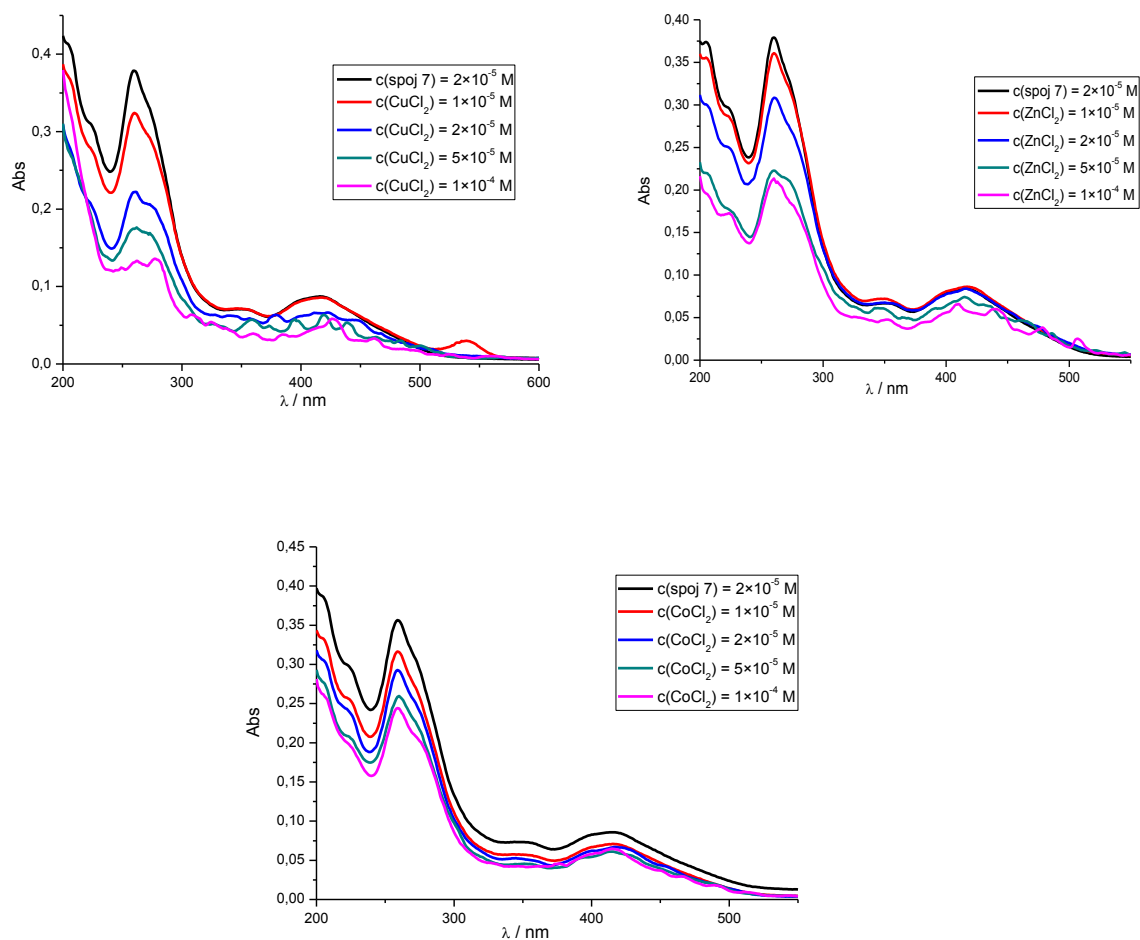 0,4
0,3
0,2
0,1
0,0
Abs
200
300
400
500
600
λ / nm
c(spoj 7) = 2×10⁻⁵ M
c(CuCl₂) = 1×10⁻⁵ M
c(CuCl₂) = 2×10⁻⁵ M
c(CuCl₂) = 5×10⁻⁵ M
c(CuCl₂) = 1×10⁻⁴ M
0,40
0,35
0,30
0,25
0,20
0,15
0,10
0,05
0,00
Abs
200
300
400
500
λ / nm
c(spoj 7) = 2×10⁻⁵ M
c(ZnCl₂) = 1×10⁻⁵ M
c(ZnCl₂) = 2×10⁻⁵ M
c(ZnCl₂) = 5×10⁻⁵ M
c(ZnCl₂) = 1×10⁻⁴ M
0,45
0,40
0,35
0,30
0,25
0,20
0,15
0,10
0,05
0,00
Abs
200
300
400
500
λ / nm
c(spoj 7) = 2×10⁻⁵ M
c(CoCl₂) = 1×10⁻⁵ M
c(CoCl₂) = 2×10⁻⁵ M
c(CoCl₂) = 5×10⁻⁵ M
c(CoCl₂) = 1×10⁻⁴ M